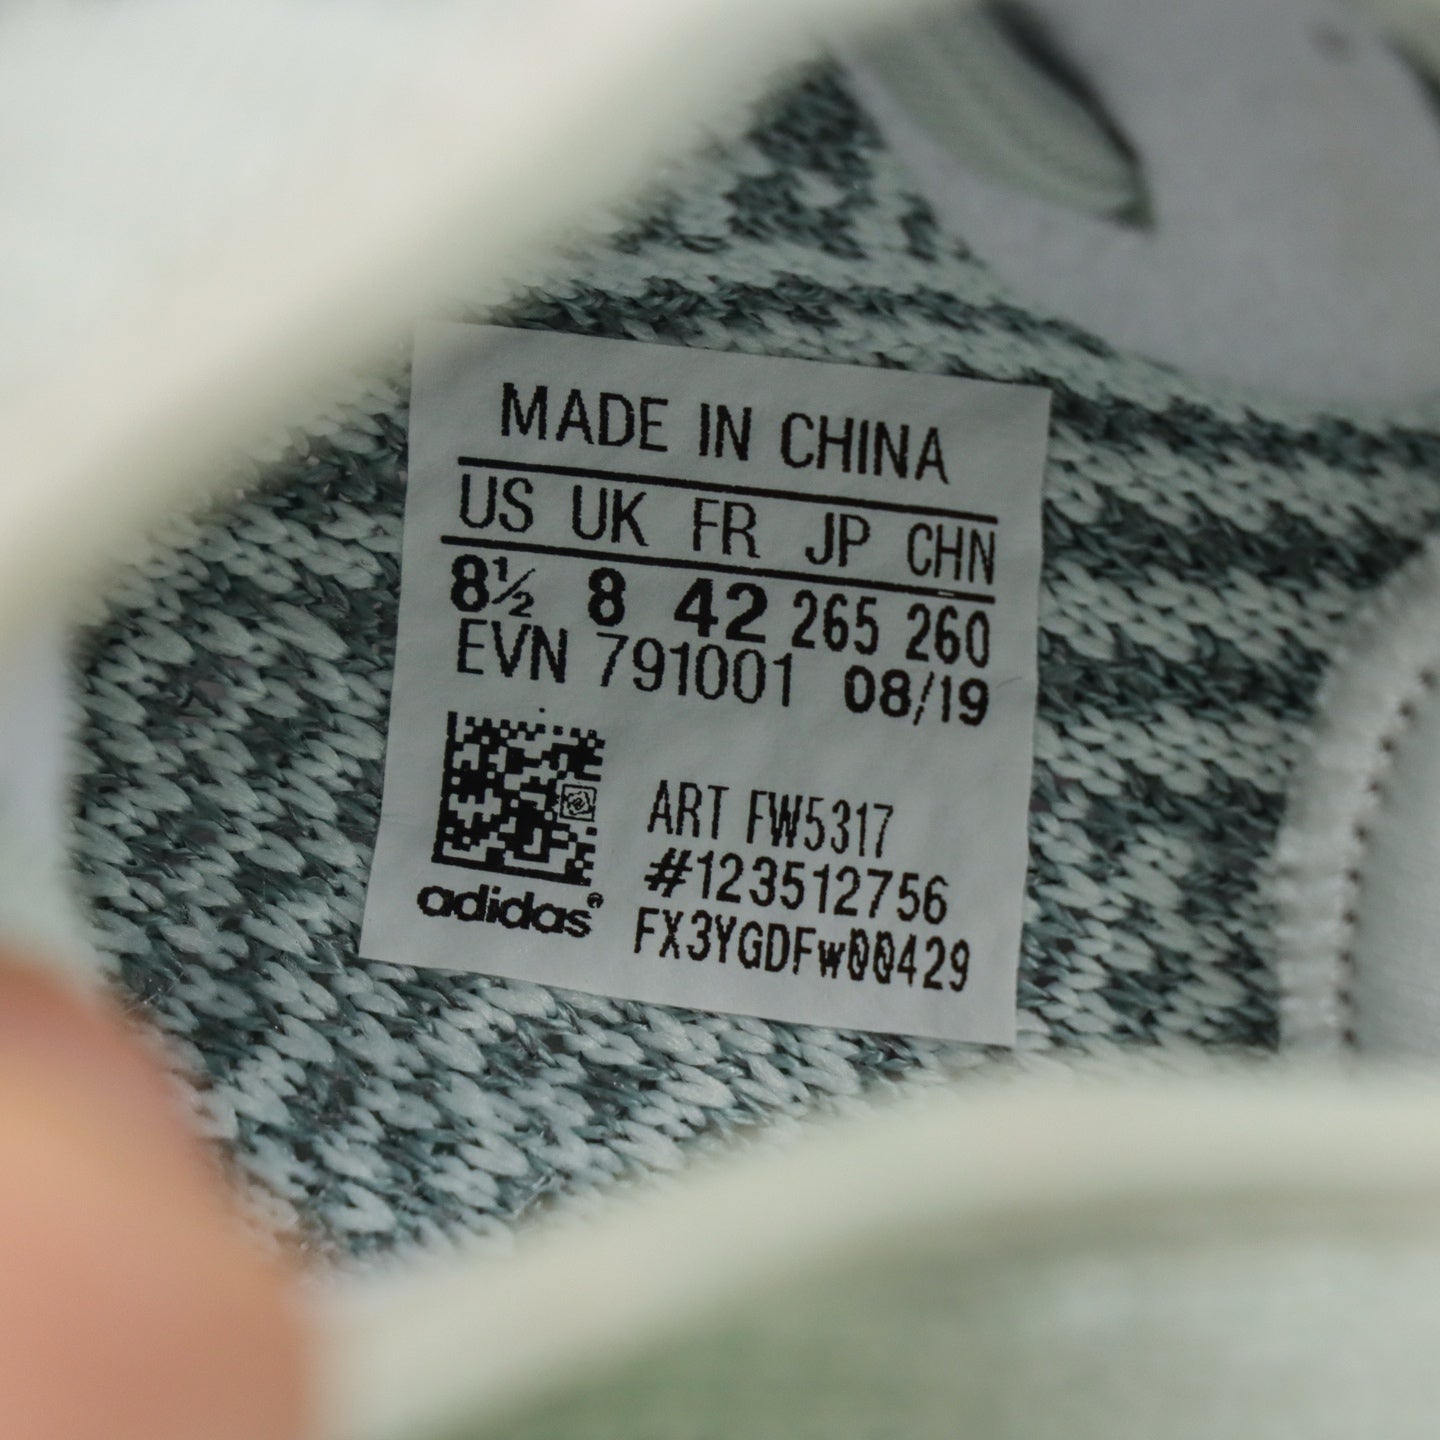 MADE IN CHINA
US UK FR JP CHN
8½ 8 42 265 260
EVN 791001 08/19
ART FW5317
#123512756
FX3YGDFw00429
adidas®